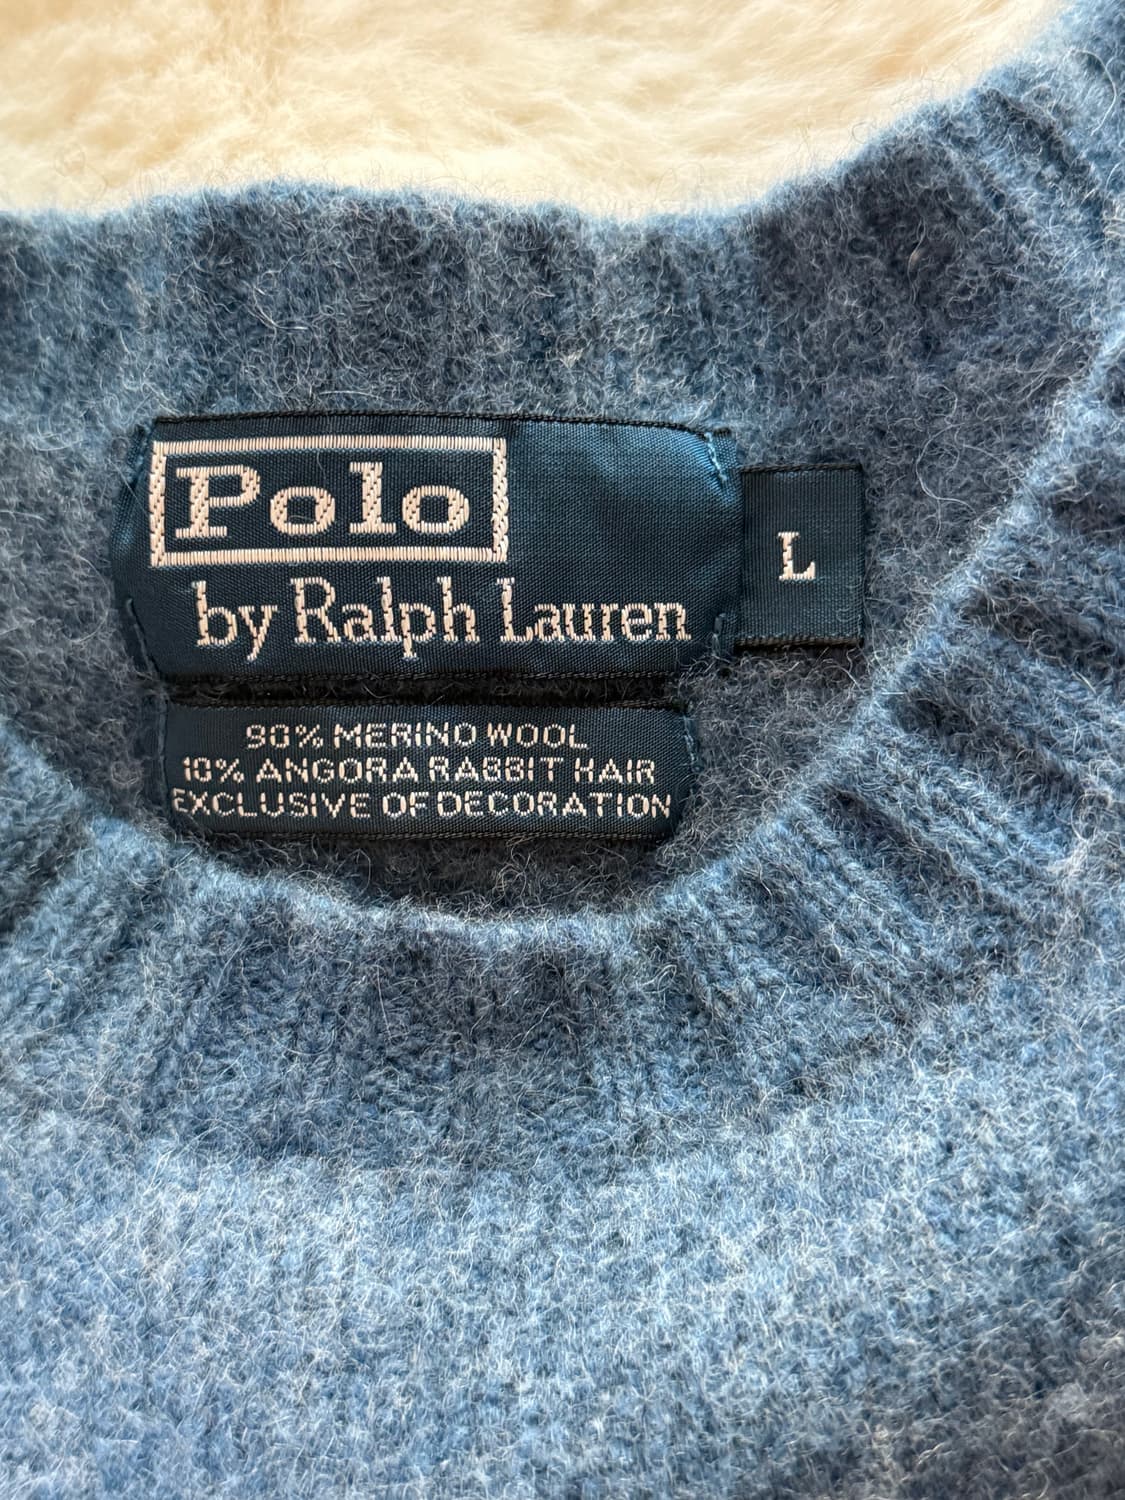 Polo
by Ralph Lauren
L
90% MERINO WOOL
10% ANGORA RABBIT HAIR
EXCLUSIVE OF DECORATION